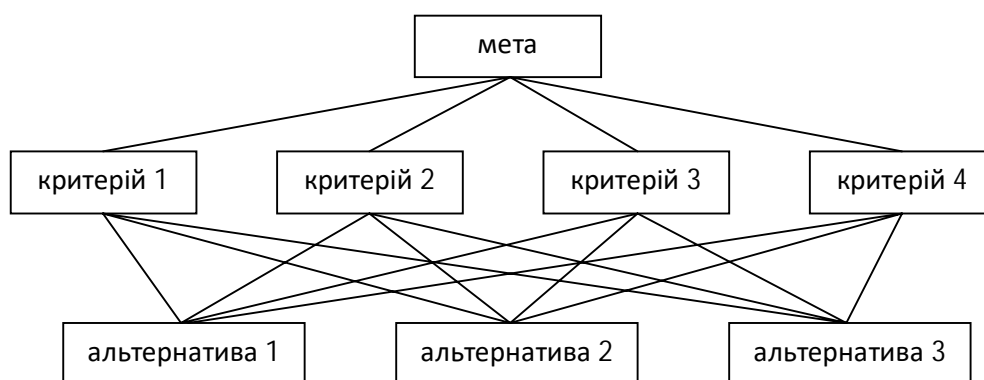 мета
критерій 1
критерій 2
критерій 3
критерій 4
альтернатива 1
альтернатива 2
альтернатива 3